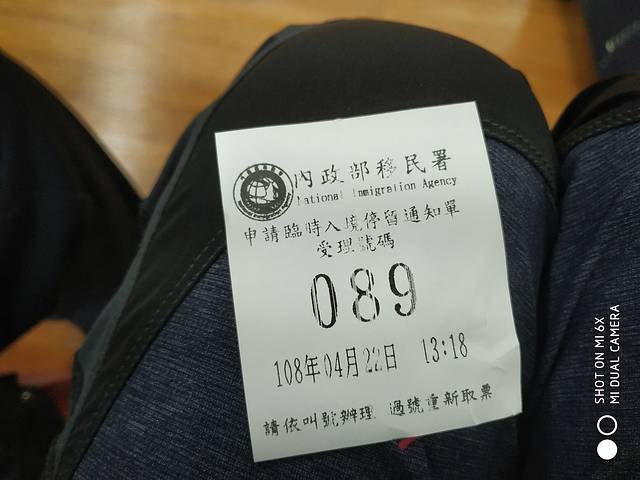 內政部移民署
National Immigration Agency
申請臨時入境停留通知單
受理號碼
089
108年04月22日 13:18
請依叫號辦理 過號重新取票
SHOT ON MI 6X
MI DUAL CAMERA